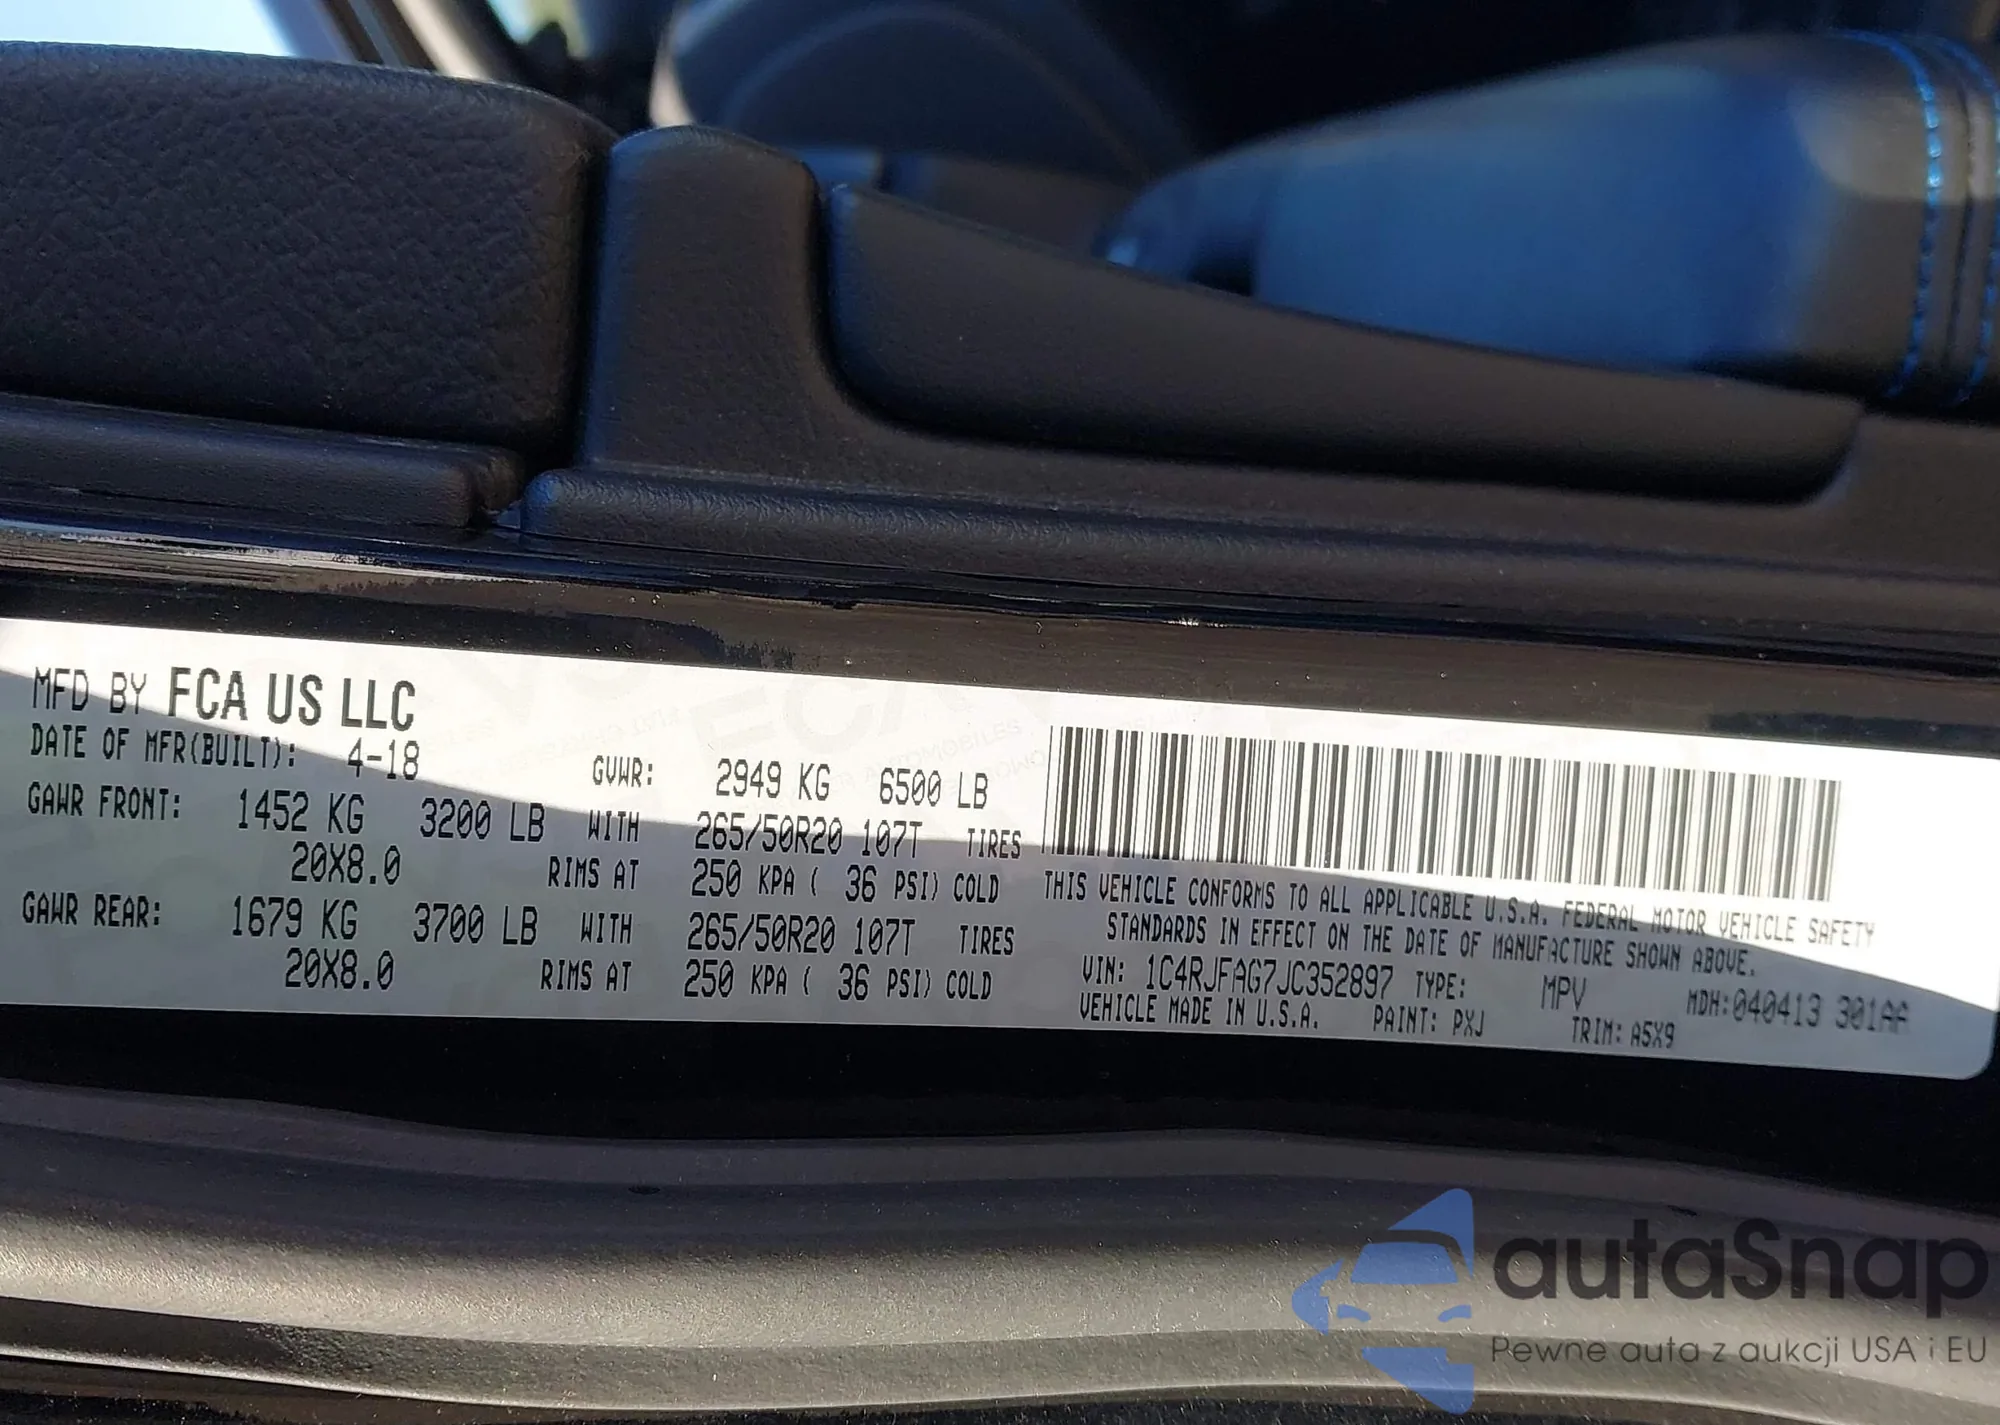 MFD BY FCA US LLC
DATE OF MFR(BUILT): 4-18 GVWR: 2949 KG 6500 LB
GAWR FRONT: 1452 KG 3200 LB WITH 265/50R20 107T TIRES
20X8.0 RIMS AT 250 KPA ( 36 PSI) COLD
GAWR REAR: 1679 KG 3700 LB WITH 265/50R20 107T TIRES
20X8.0 RIMS AT 250 KPA ( 36 PSI) COLD
THIS VEHICLE CONFORMS TO ALL APPLICABLE U.S.A. FEDERAL MOTOR VEHICLE SAFETY
STANDARDS IN EFFECT ON THE DATE OF MANUFACTURE SHOWN ABOVE.
VIN: 1C4RJFAG7JC352897 TYPE: MPV MDH:040413 301AA
VEHICLE MADE IN U.S.A. PAINT: PXJ TRIM: A5X9
autaSnap
Pewne auta z aukcji USA i EU